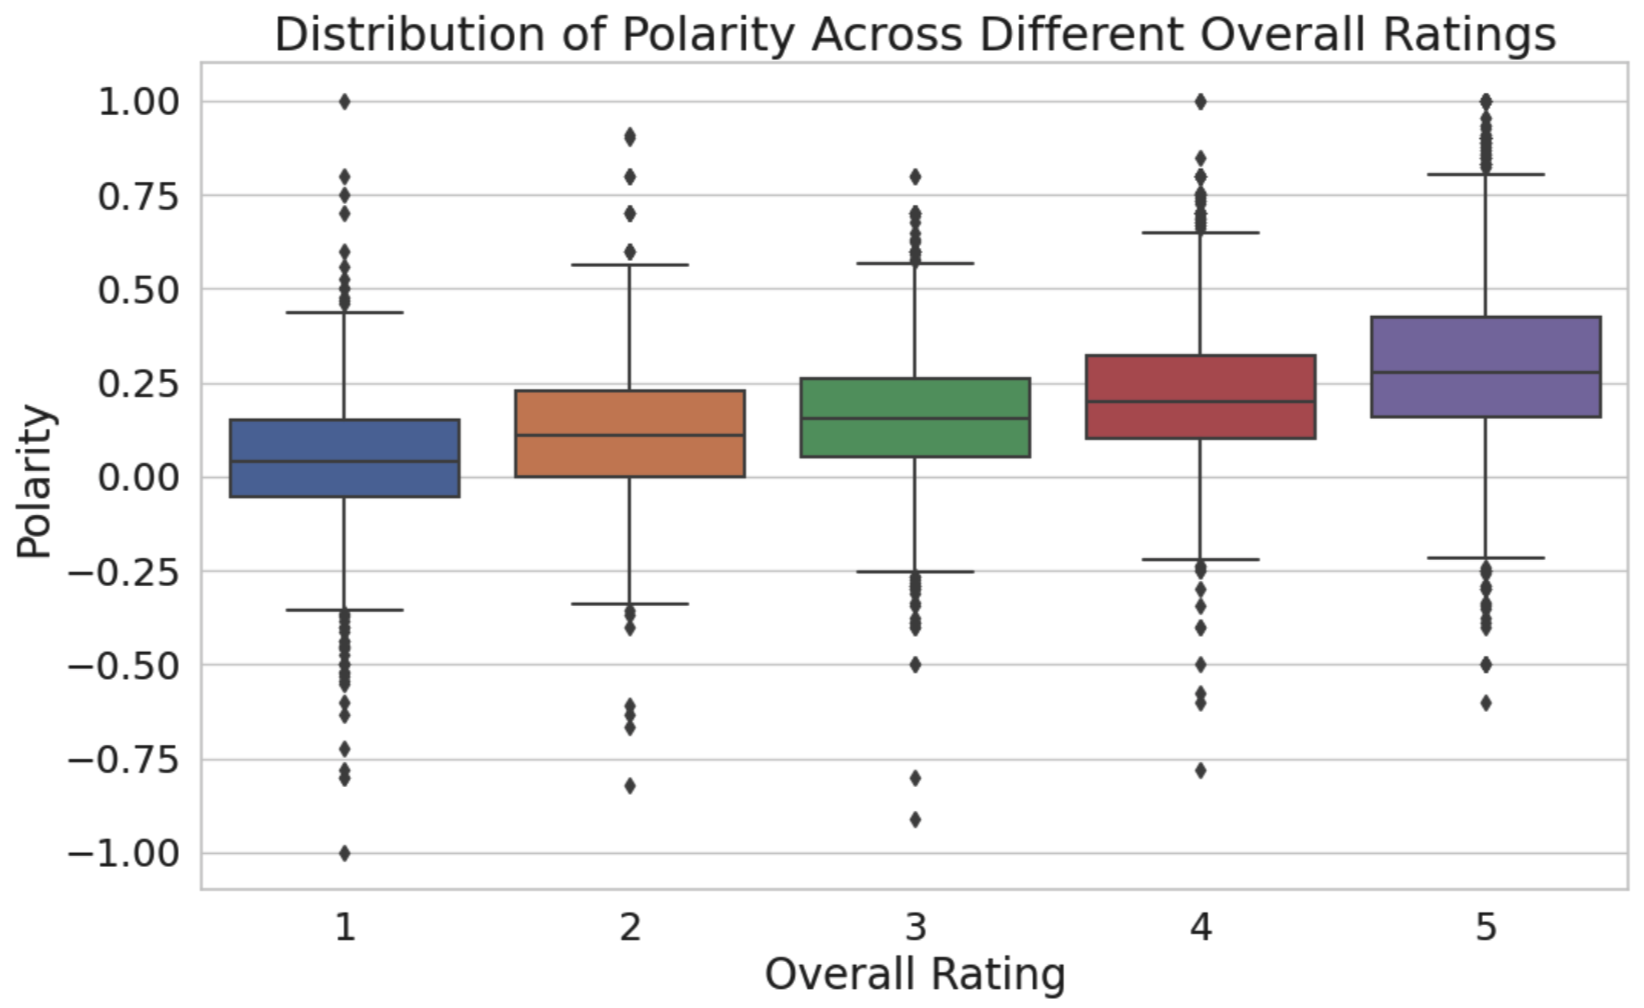 Distribution of Polarity Across Different Overall Ratings
1.00
0.75
0.50
0.25
0.00
−0.25
−0.50
−0.75
−1.00
Polarity
1 2 3 4 5
Overall Rating